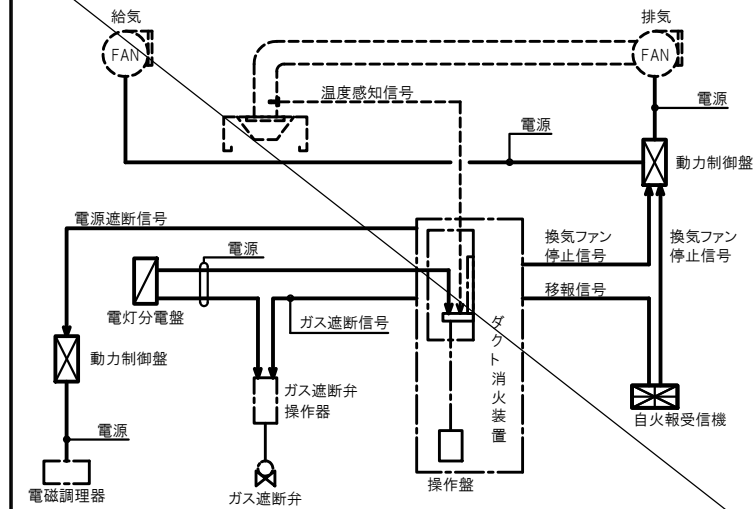 給気
FAN
排気
FAN
温度感知信号
電源
電源
動力制御盤
電源遮断信号
電源
換気ファン
停止信号
換気ファン
停止信号
移報信号
電灯分電盤
ガス遮断信号
動力制御盤
ダクト消火装置
ガス遮断弁
操作器
自火報受信機
電源
電磁調理器
ガス遮断弁
操作盤